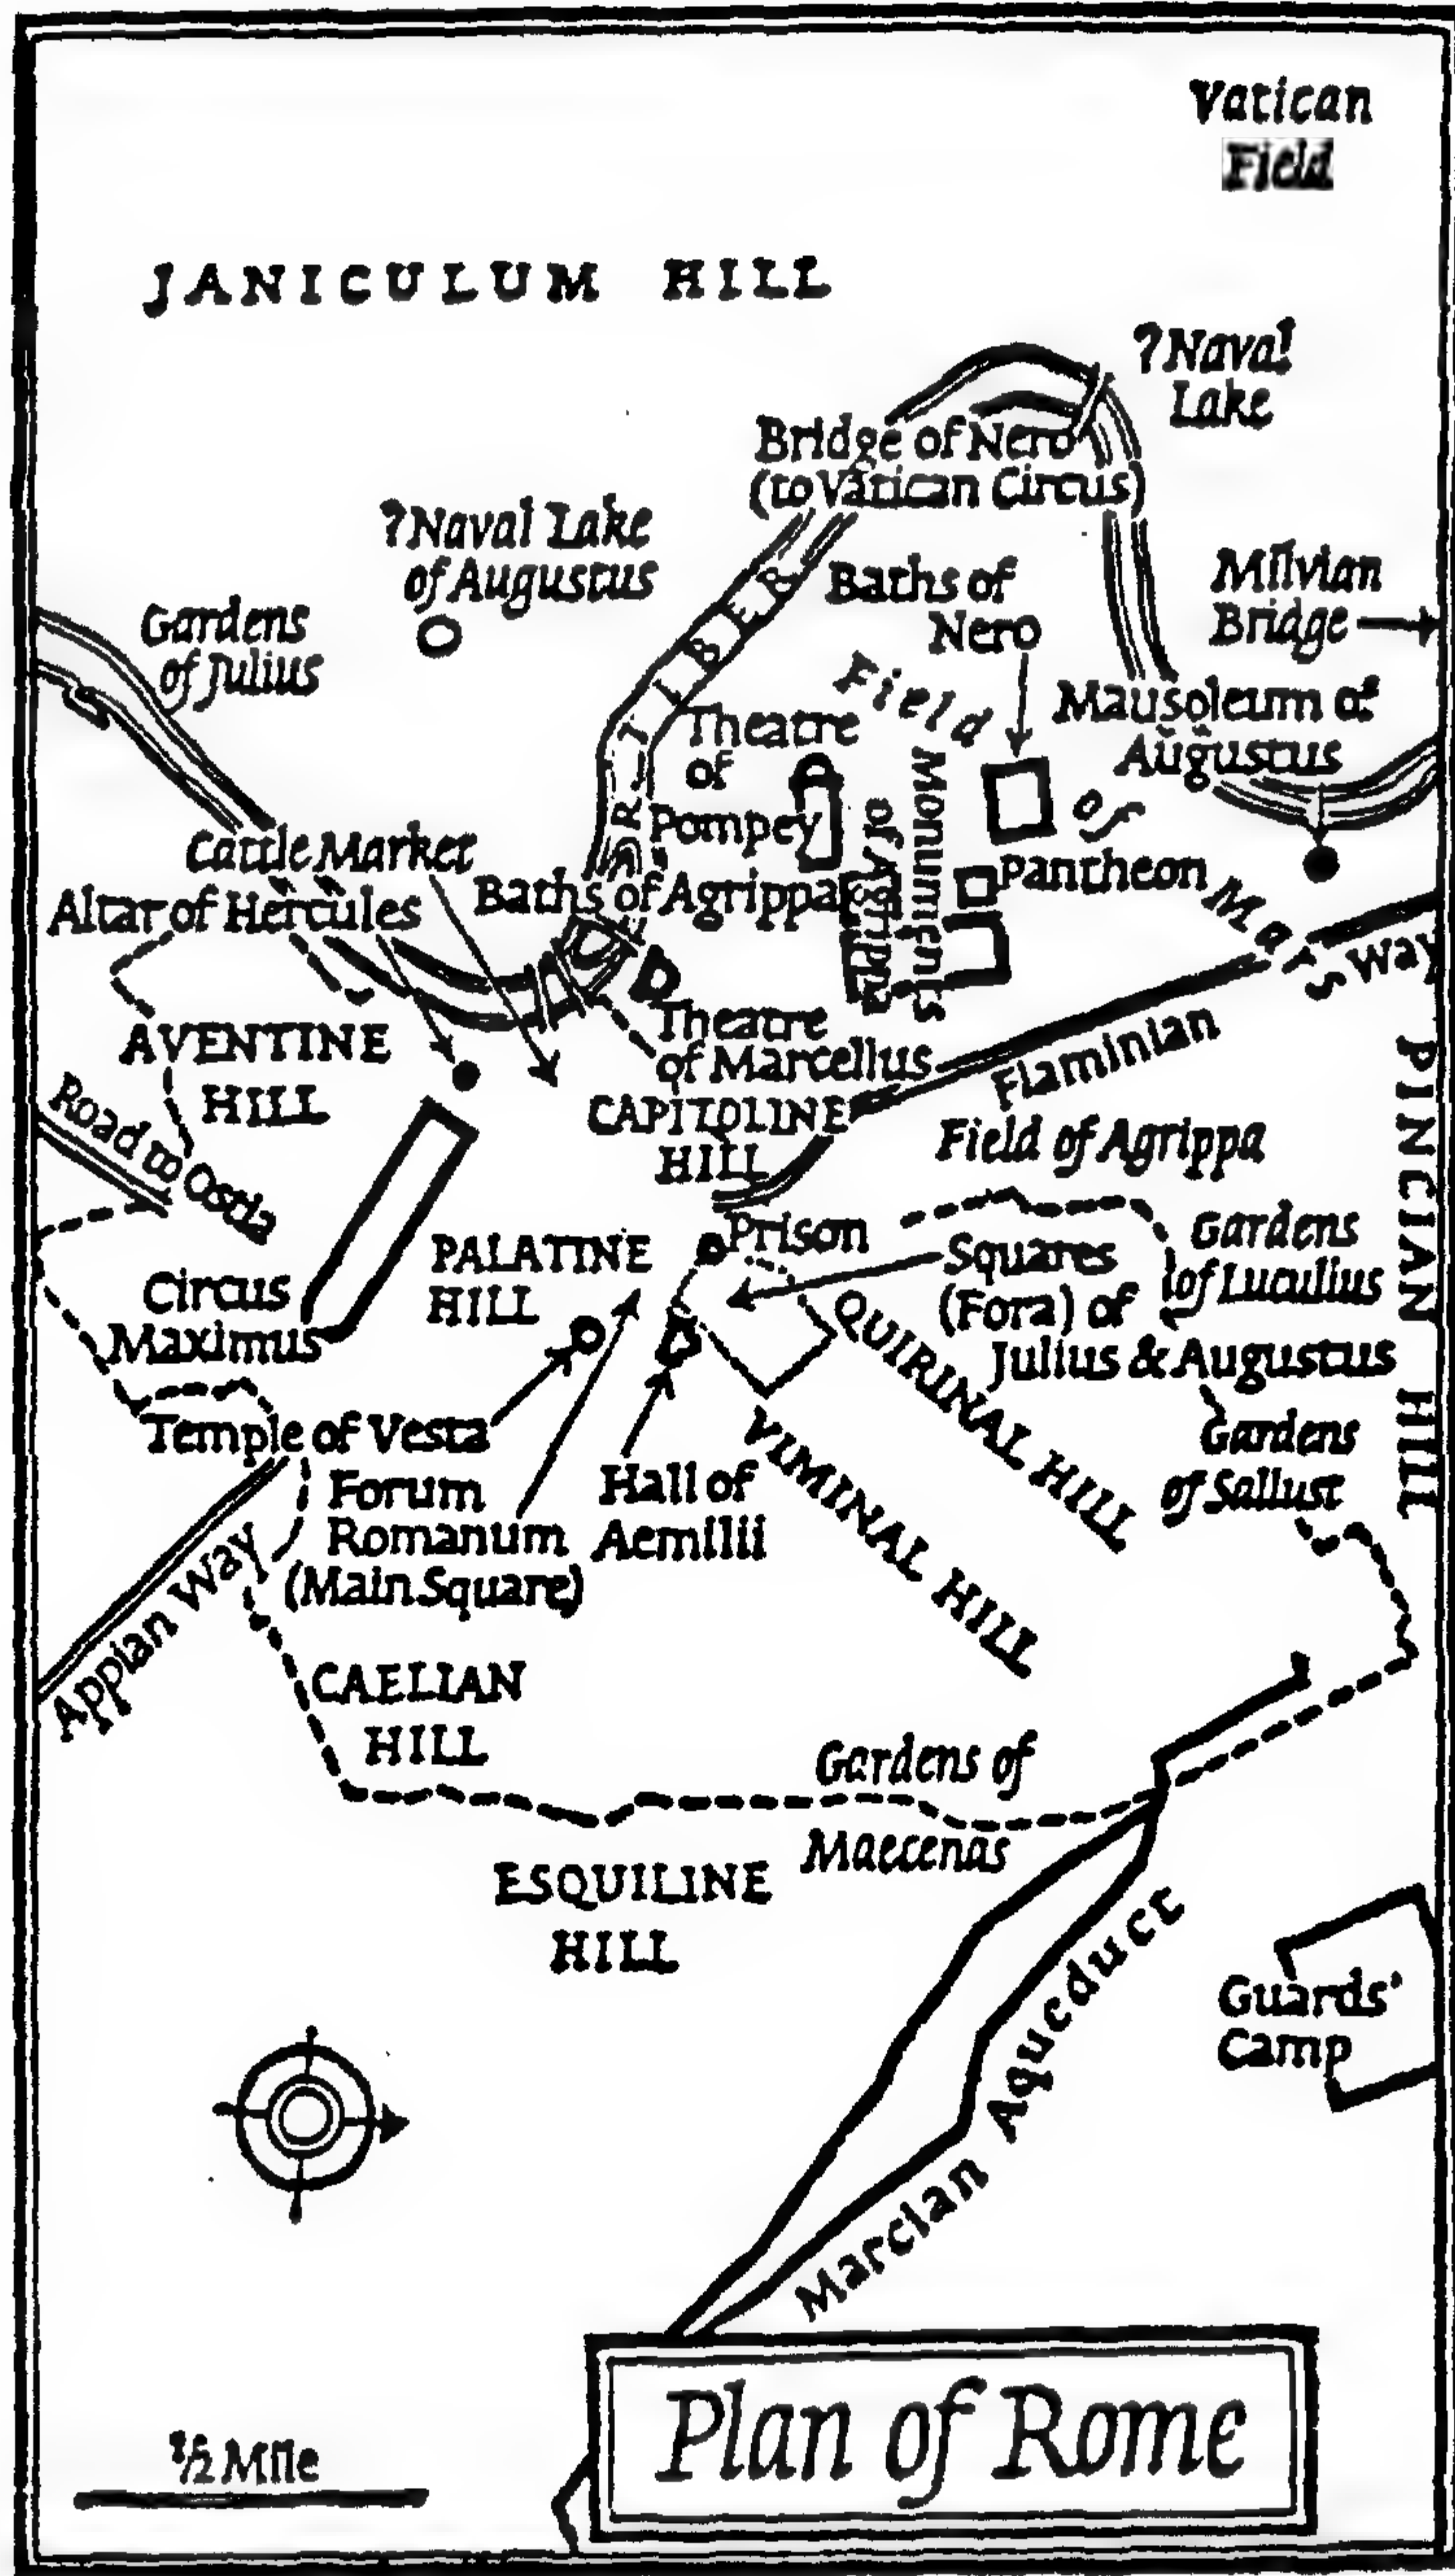 Vatican
Field
JANICULUM HILL
?Naval
Lake
Bridge of Nero
(to Vatican Circus)
?Naval Lake
of Augustus
Baths of
Nero
Milvian
Bridge
Gardens
of Julius
TIBER
Field of Mars
Mausoleum of
Augustus
Theatre
of
Pompey
Monuments
of Agrippa
Cattle Market
Pantheon
Baths of Agrippa
Altar of Hercules
Flaminian Way
Theatre
of Marcellus
AVENTINE
HILL
CAPITOLINE
HILL
Road to Ostia
Field of Agrippa
PINCIAN HILL
Prison
Gardens
of Lucullus
Squares
(Fora) of
Julius & Augustus
PALATINE
HILL
Circus
Maximus
QUIRINAL HILL
Temple of Vesta
Gardens
of Sallust
VIMINAL HILL
Forum
Romanum
(Main Square)
Hall of
Aemilii
Appian Way
CAELIAN
HILL
Gardens of
Maecenas
ESQUILINE
HILL
Marcian Aqueduct
Guards'
Camp
½ Mile
Plan of Rome